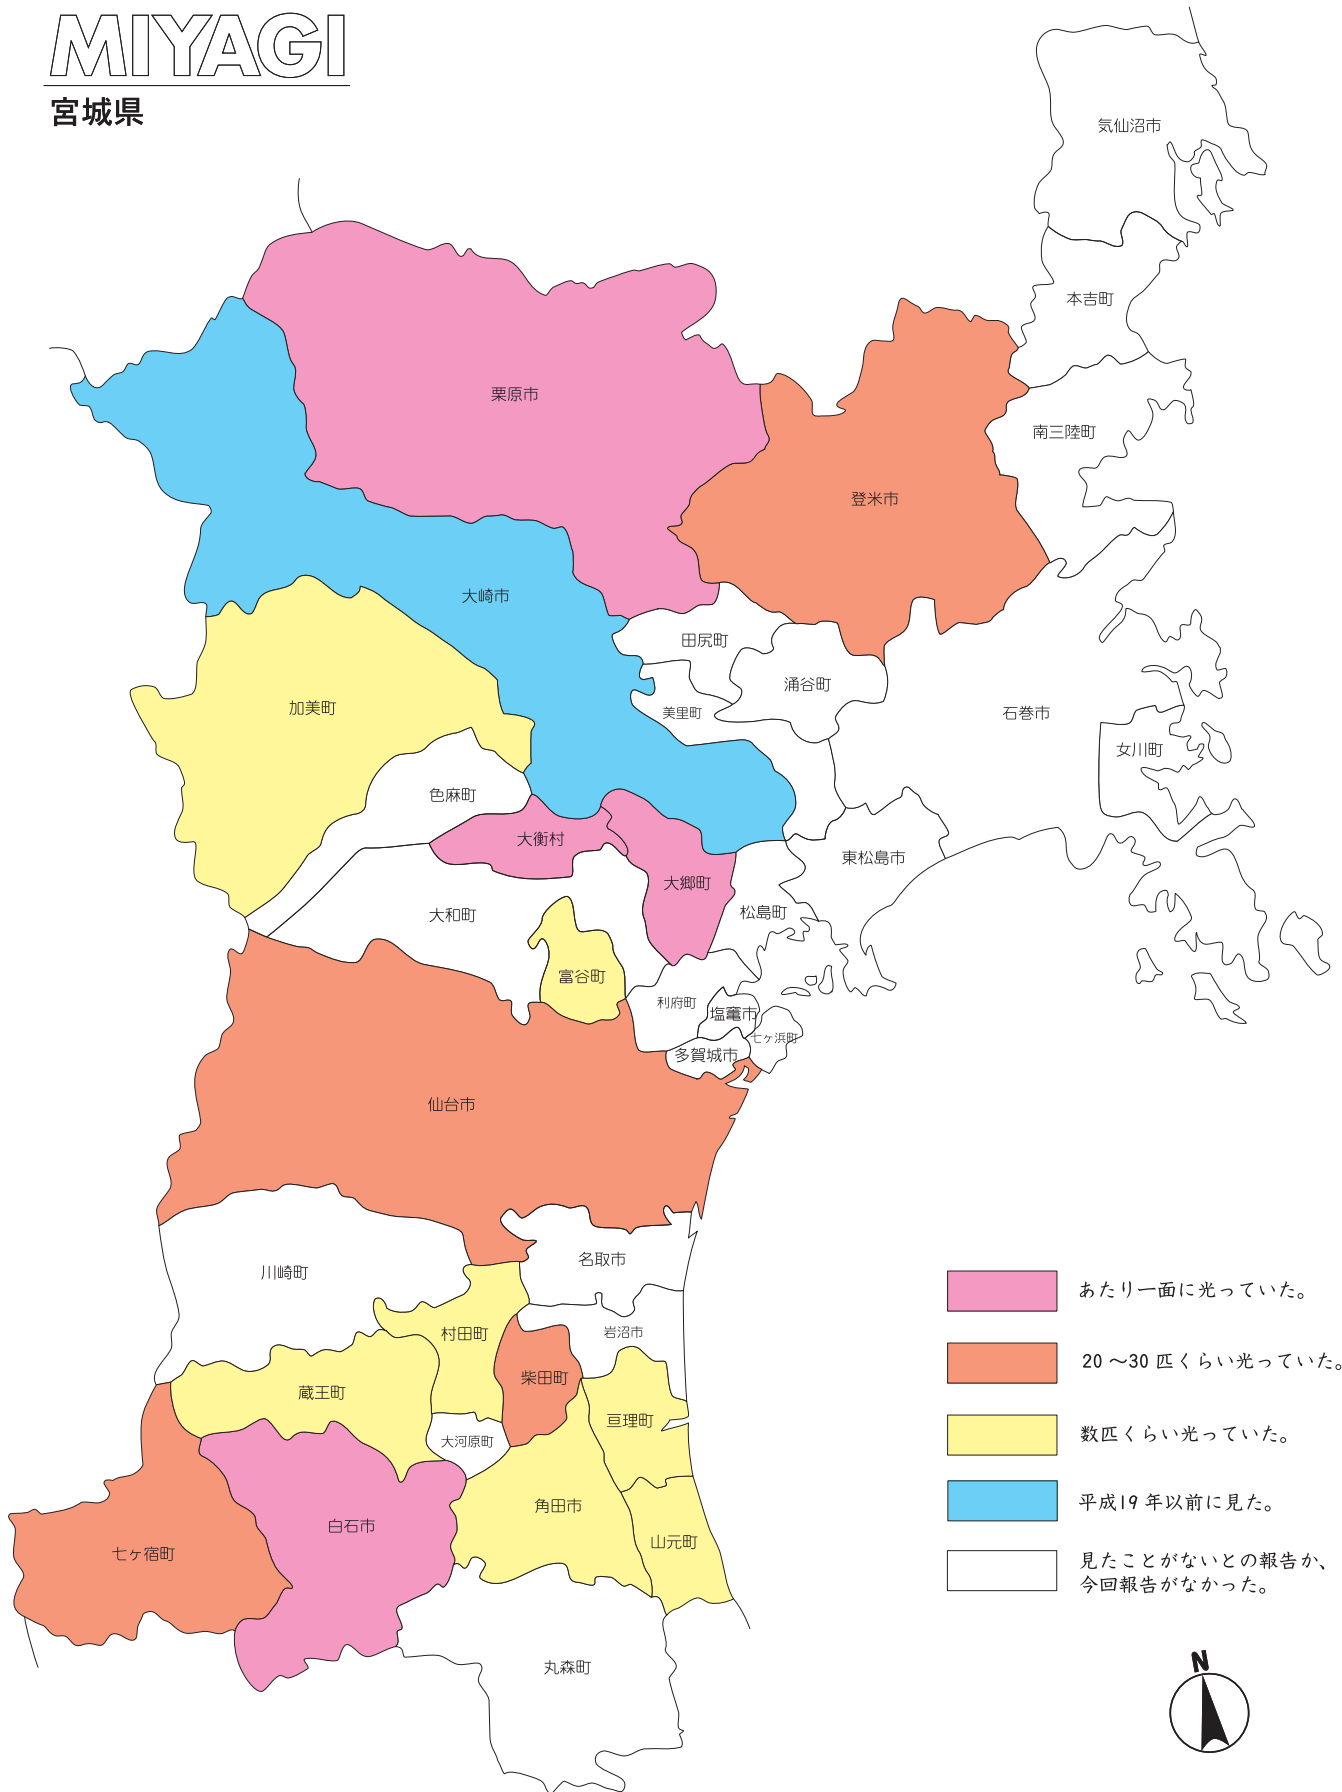 MIYAGI
宮城県
気仙沼市
本吉町
栗原市
南三陸町
登米市
大崎市
田尻町
涌谷町
加美町
美里町
石巻市
女川町
色麻町
大衡村
東松島市
大郷町
大和町
松島町
富谷町
利府町
塩竈市
七ヶ浜町
多賀城市
仙台市
名取市
川崎町
あたり一面に光っていた。
村田町
岩沼市
20〜30匹くらい光っていた。
柴田町
蔵王町
亘理町
大河原町
数匹くらい光っていた。
角田市
平成19年以前に見た。
白石市
山元町
七ヶ宿町
見たことがないとの報告か、
今回報告がなかった。
丸森町
N